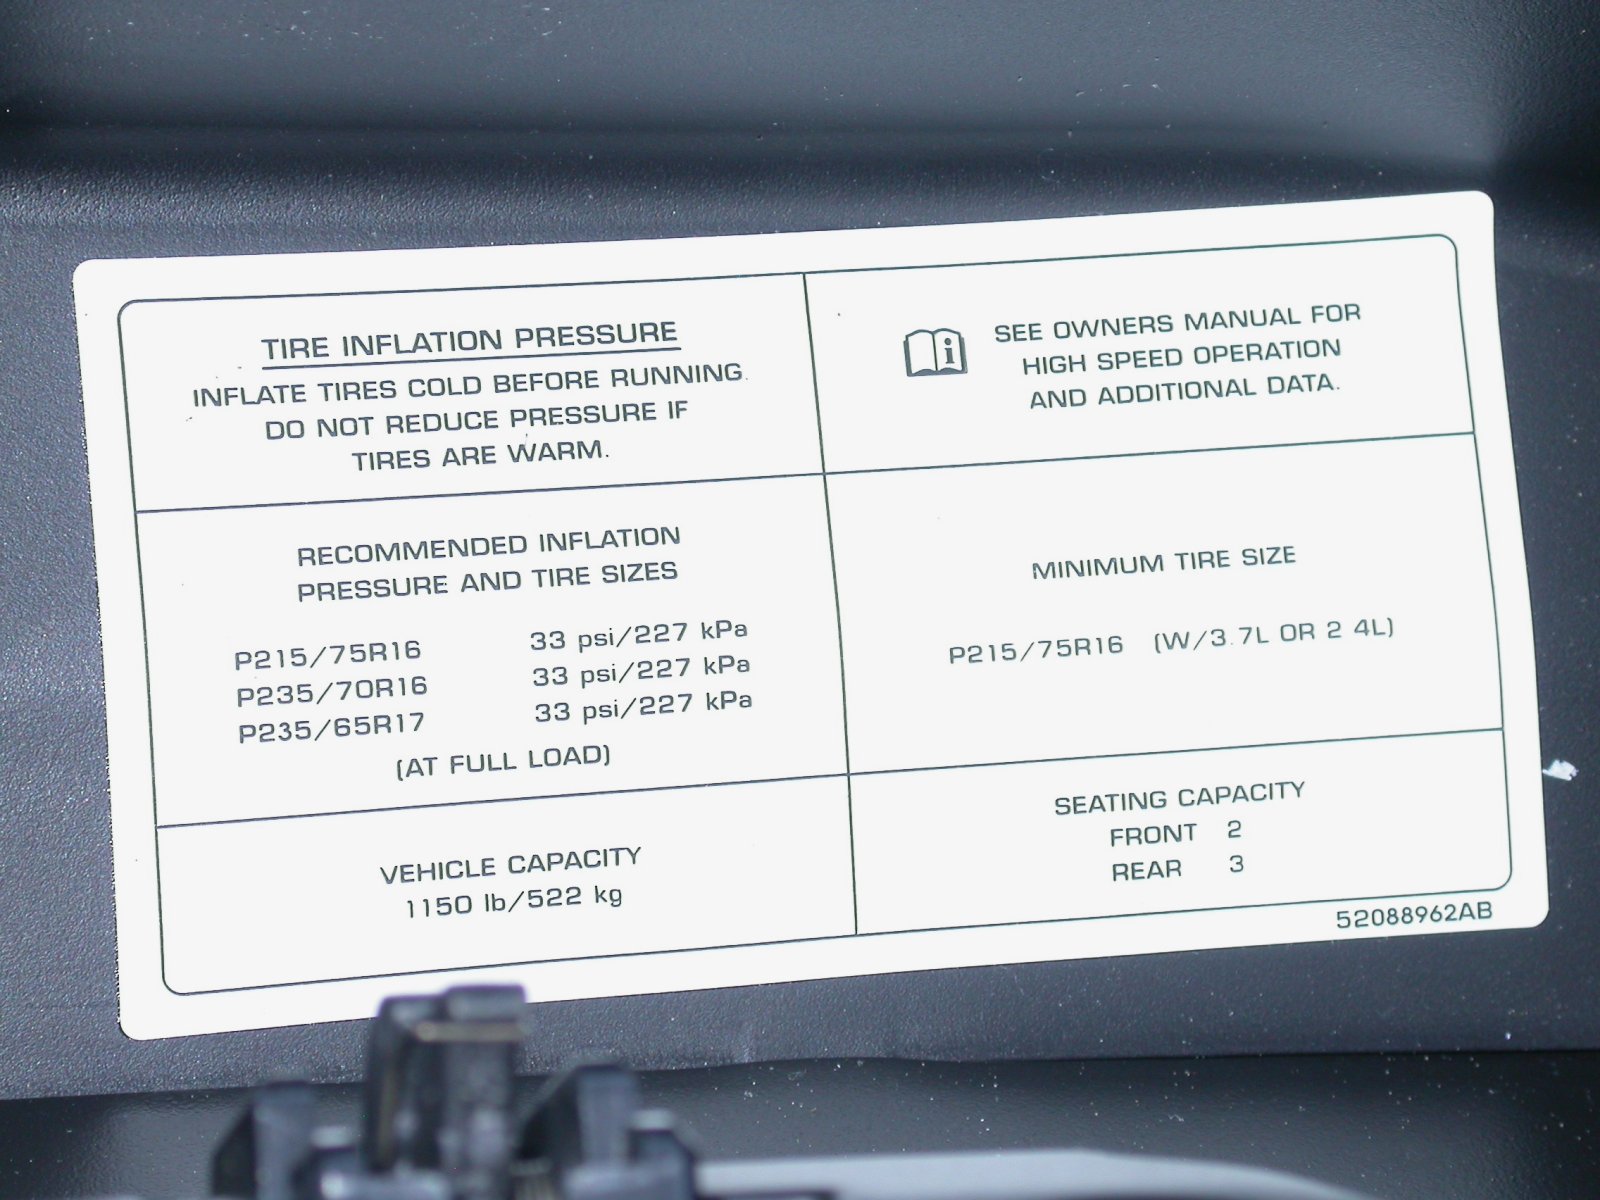 TIRE INFLATION PRESSURE
INFLATE TIRES COLD BEFORE RUNNING.
DO NOT REDUCE PRESSURE IF
TIRES ARE WARM.
i
SEE OWNERS MANUAL FOR
HIGH SPEED OPERATION
AND ADDITIONAL DATA.
RECOMMENDED INFLATION
PRESSURE AND TIRE SIZES
P215/75R16 33 psi/227 kPa
P235/70R16 33 psi/227 kPa
P235/65R17 33 psi/227 kPa
(AT FULL LOAD)
MINIMUM TIRE SIZE
P215/75R16 (W/3.7L OR 2 4L)
VEHICLE CAPACITY
1150 lb/522 kg
SEATING CAPACITY
FRONT 2
REAR 3
52088962AB